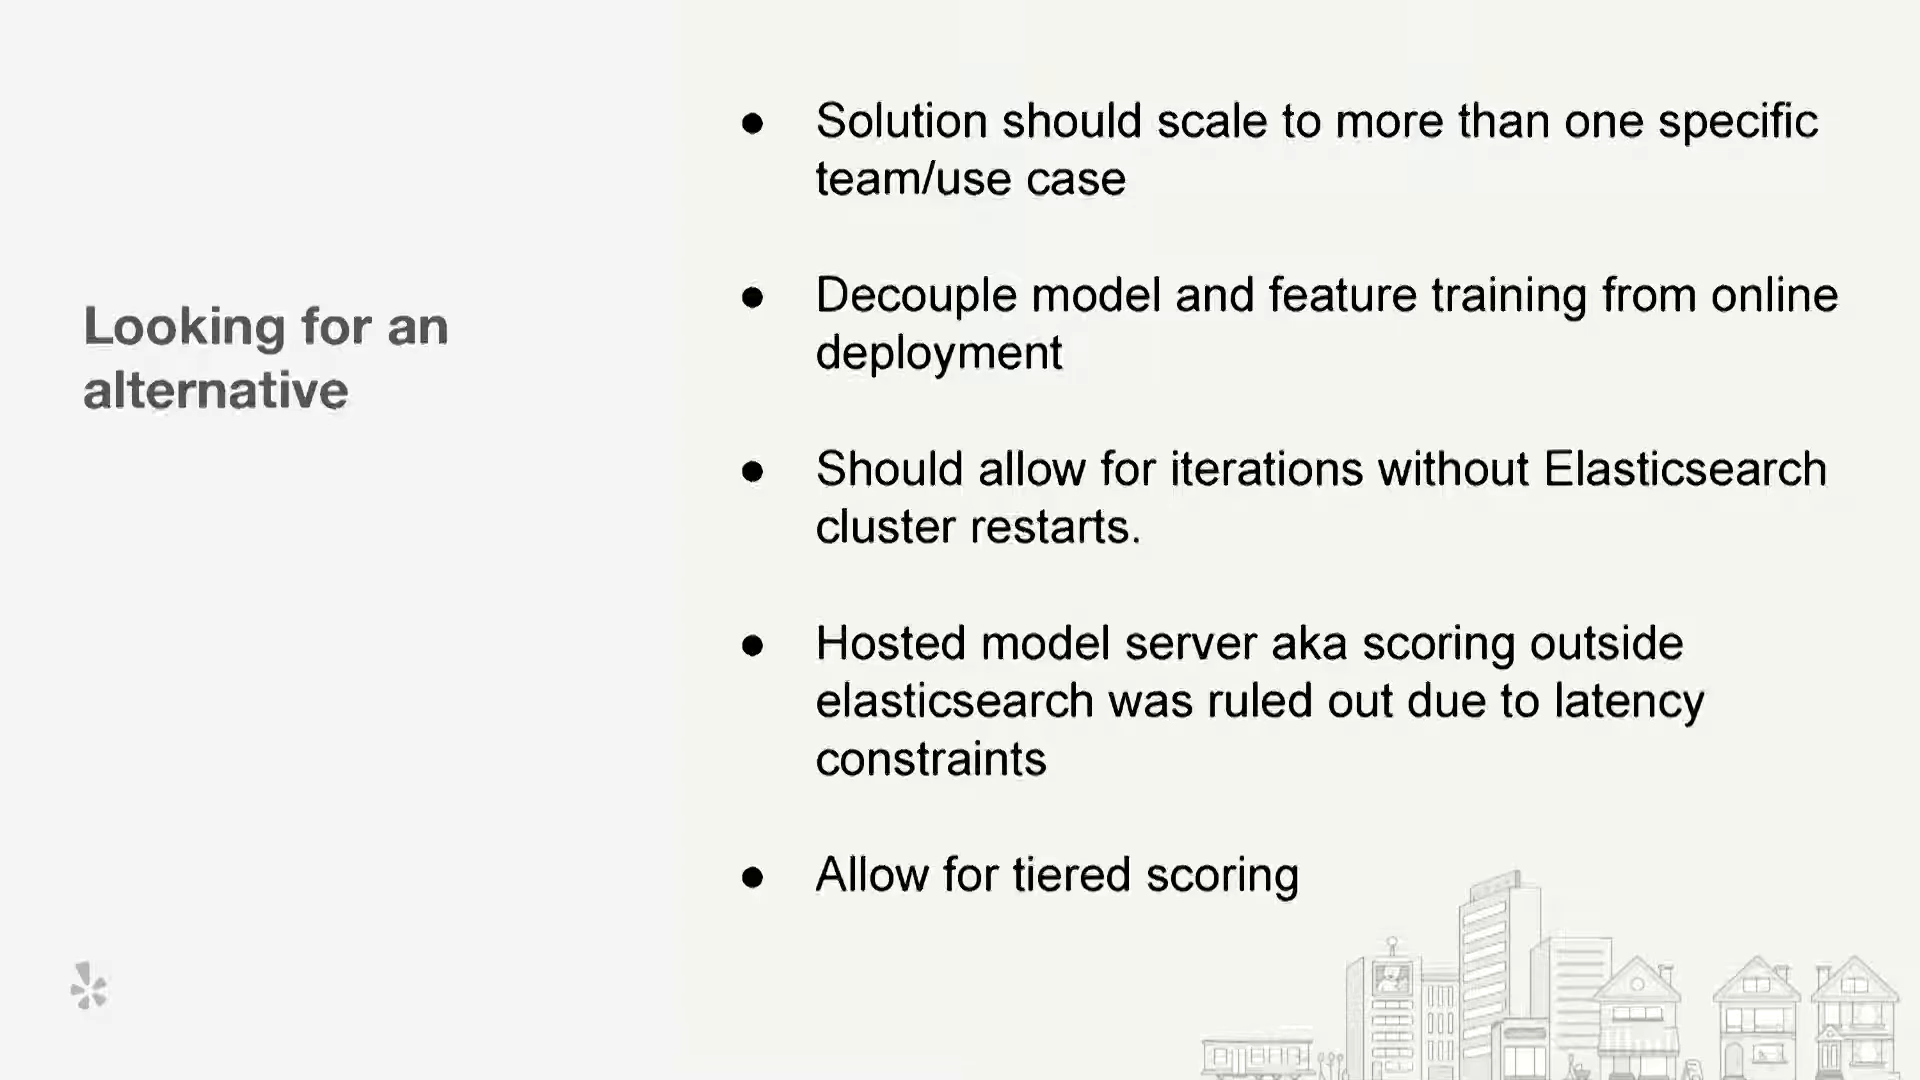 Looking for an
alternative
● Solution should scale to more than one specific
team/use case
● Decouple model and feature training from online
deployment
● Should allow for iterations without Elasticsearch
cluster restarts.
● Hosted model server aka scoring outside
elasticsearch was ruled out due to latency
constraints
● Allow for tiered scoring